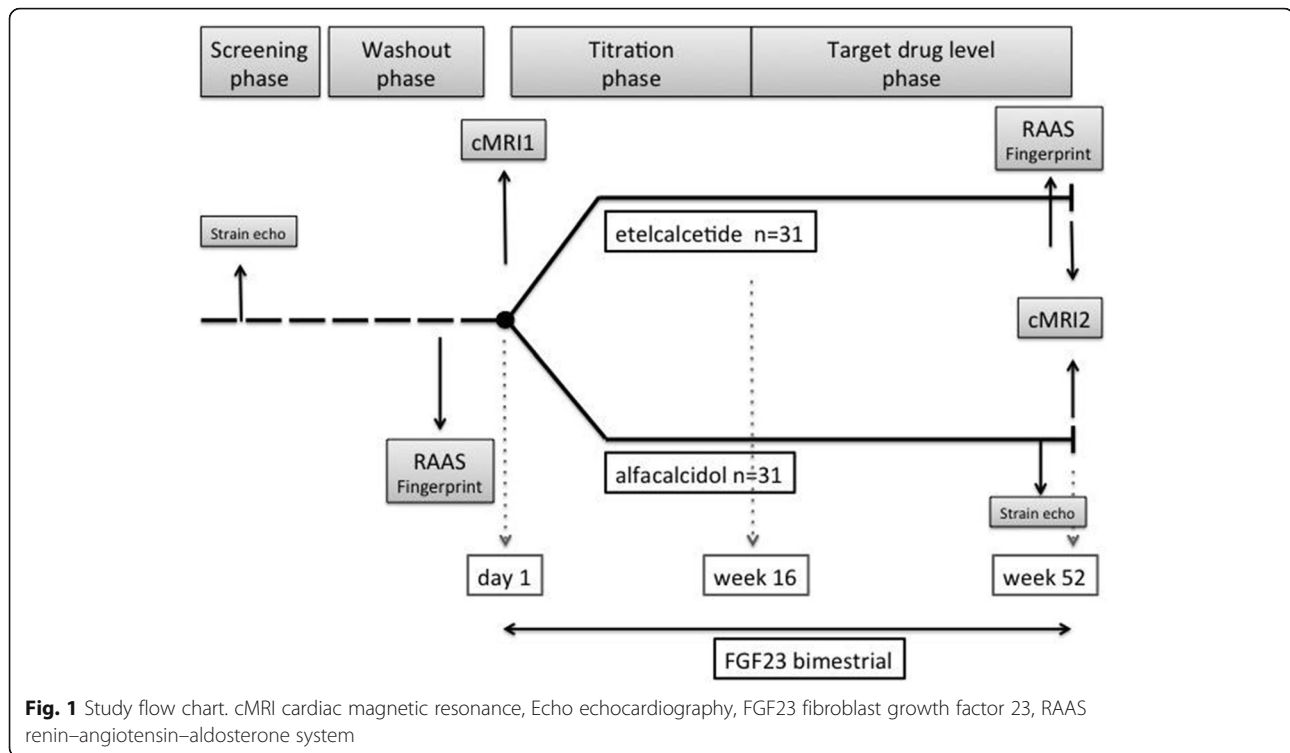 Screening
phase
Washout
phase
Titration
phase
Target drug level
phase
cMRI1
RAAS
Fingerprint
Strain echo
etelcalcetide n=31
cMRI2
RAAS
Fingerprint
alfacalcidol n=31
Strain echo
day 1
week 16
week 52
FGF23 bimestrial
Fig. 1 Study flow chart. cMRI cardiac magnetic resonance, Echo echocardiography, FGF23 fibroblast growth factor 23, RAAS
renin–angiotensin–aldosterone system